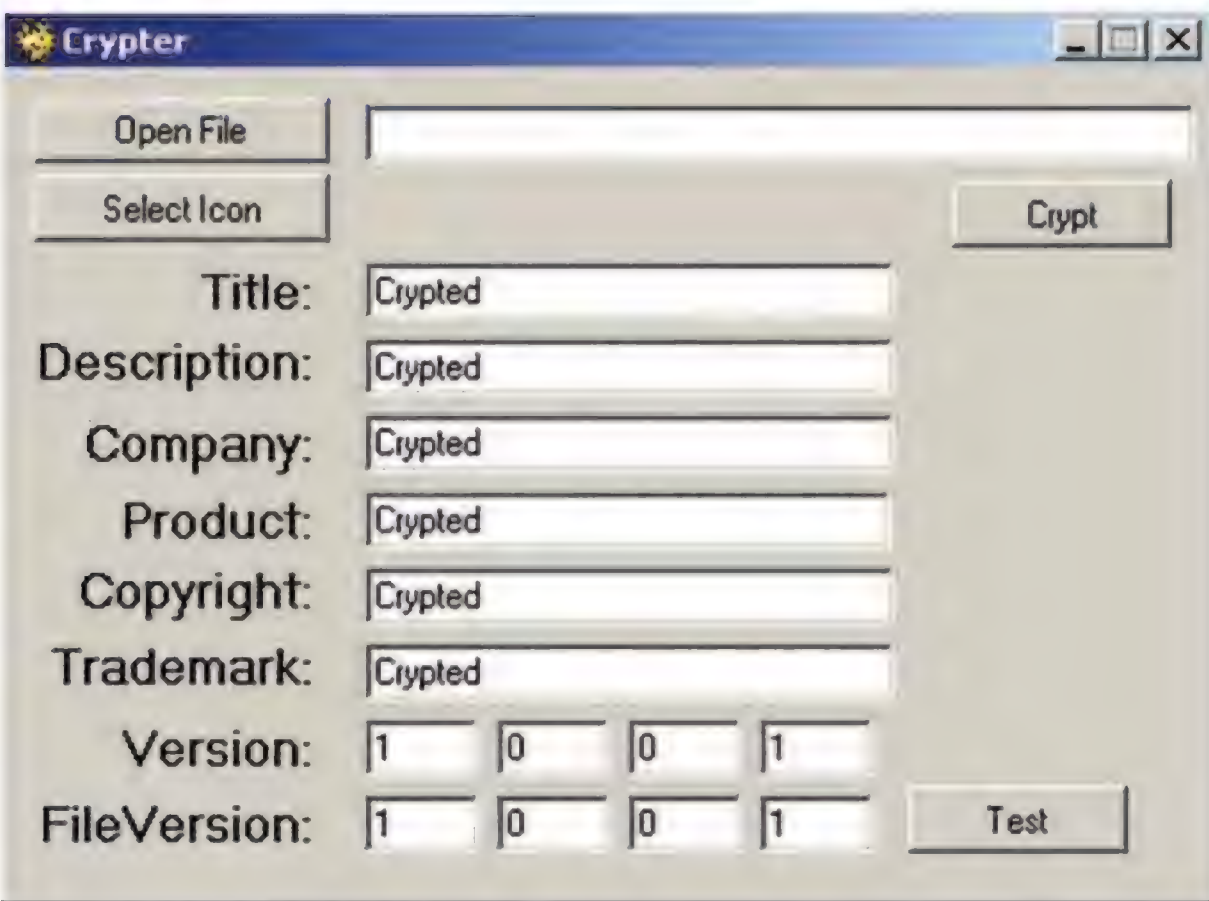 Crypter
Open File
Select Icon
Crypt
Title: Crypted
Description: Crypted
Company: Crypted
Product: Crypted
Copyright: Crypted
Trademark: Crypted
Version: 1 0 0 1
FileVersion: 1 0 0 1
Test